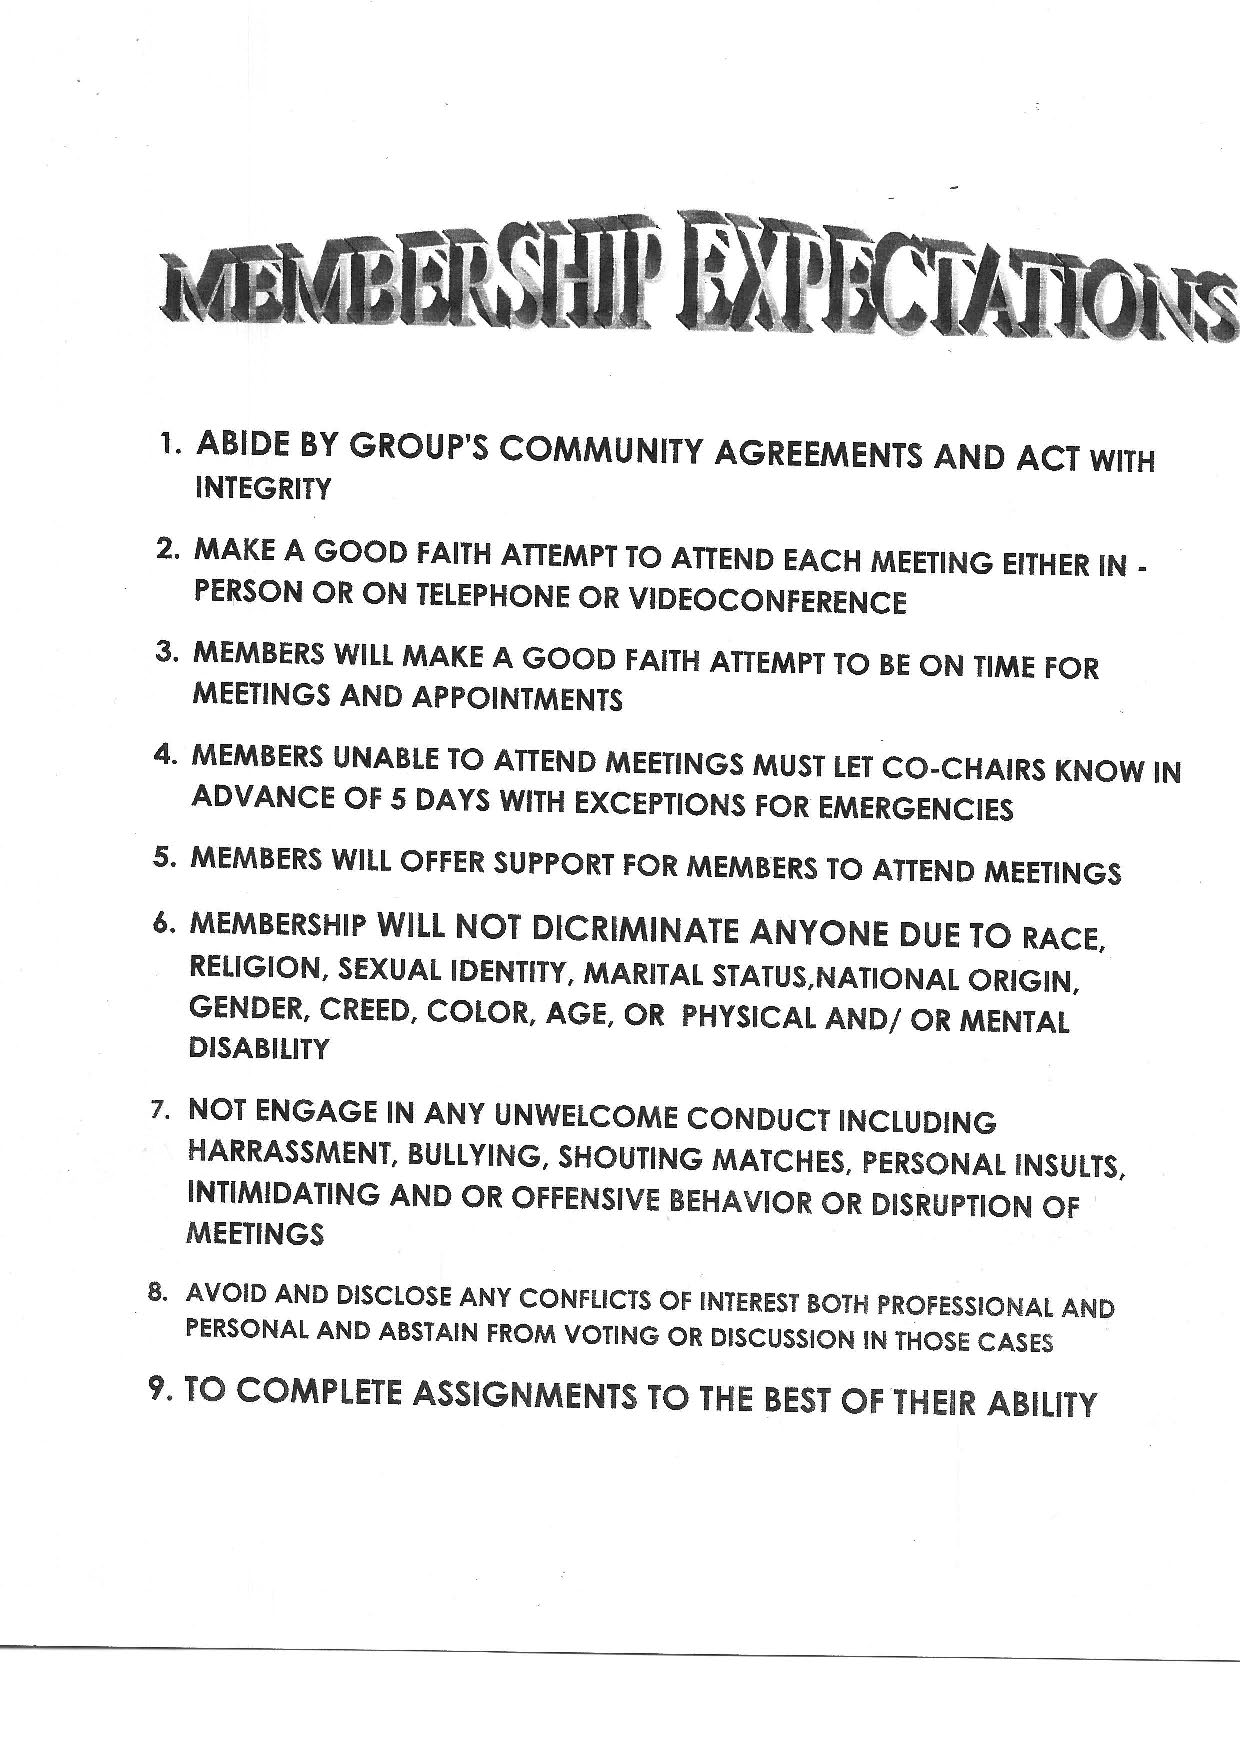 MEMBERSHIP EXPECTATIONS
1. ABIDE BY GROUP'S COMMUNITY AGREEMENTS AND ACT WITH
INTEGRITY
2. MAKE A GOOD FAITH ATTEMPT TO ATTEND EACH MEETING EITHER IN -
PERSON OR ON TELEPHONE OR VIDEOCONFERENCE
3. MEMBERS WILL MAKE A GOOD FAITH ATTEMPT TO BE ON TIME FOR
MEETINGS AND APPOINTMENTS
4. MEMBERS UNABLE TO ATTEND MEETINGS MUST LET CO-CHAIRS KNOW IN
ADVANCE OF 5 DAYS WITH EXCEPTIONS FOR EMERGENCIES
5. MEMBERS WILL OFFER SUPPORT FOR MEMBERS TO ATTEND MEETINGS
6. MEMBERSHIP WILL NOT DICRIMINATE ANYONE DUE TO RACE,
RELIGION, SEXUAL IDENTITY, MARITAL STATUS,NATIONAL ORIGIN,
GENDER, CREED, COLOR, AGE, OR PHYSICAL AND/ OR MENTAL
DISABILITY
7. NOT ENGAGE IN ANY UNWELCOME CONDUCT INCLUDING
HARRASSMENT, BULLYING, SHOUTING MATCHES, PERSONAL INSULTS,
INTIMIDATING AND OR OFFENSIVE BEHAVIOR OR DISRUPTION OF
MEETINGS
8. AVOID AND DISCLOSE ANY CONFLICTS OF INTEREST BOTH PROFESSIONAL AND
PERSONAL AND ABSTAIN FROM VOTING OR DISCUSSION IN THOSE CASES
9. TO COMPLETE ASSIGNMENTS TO THE BEST OF THEIR ABILITY